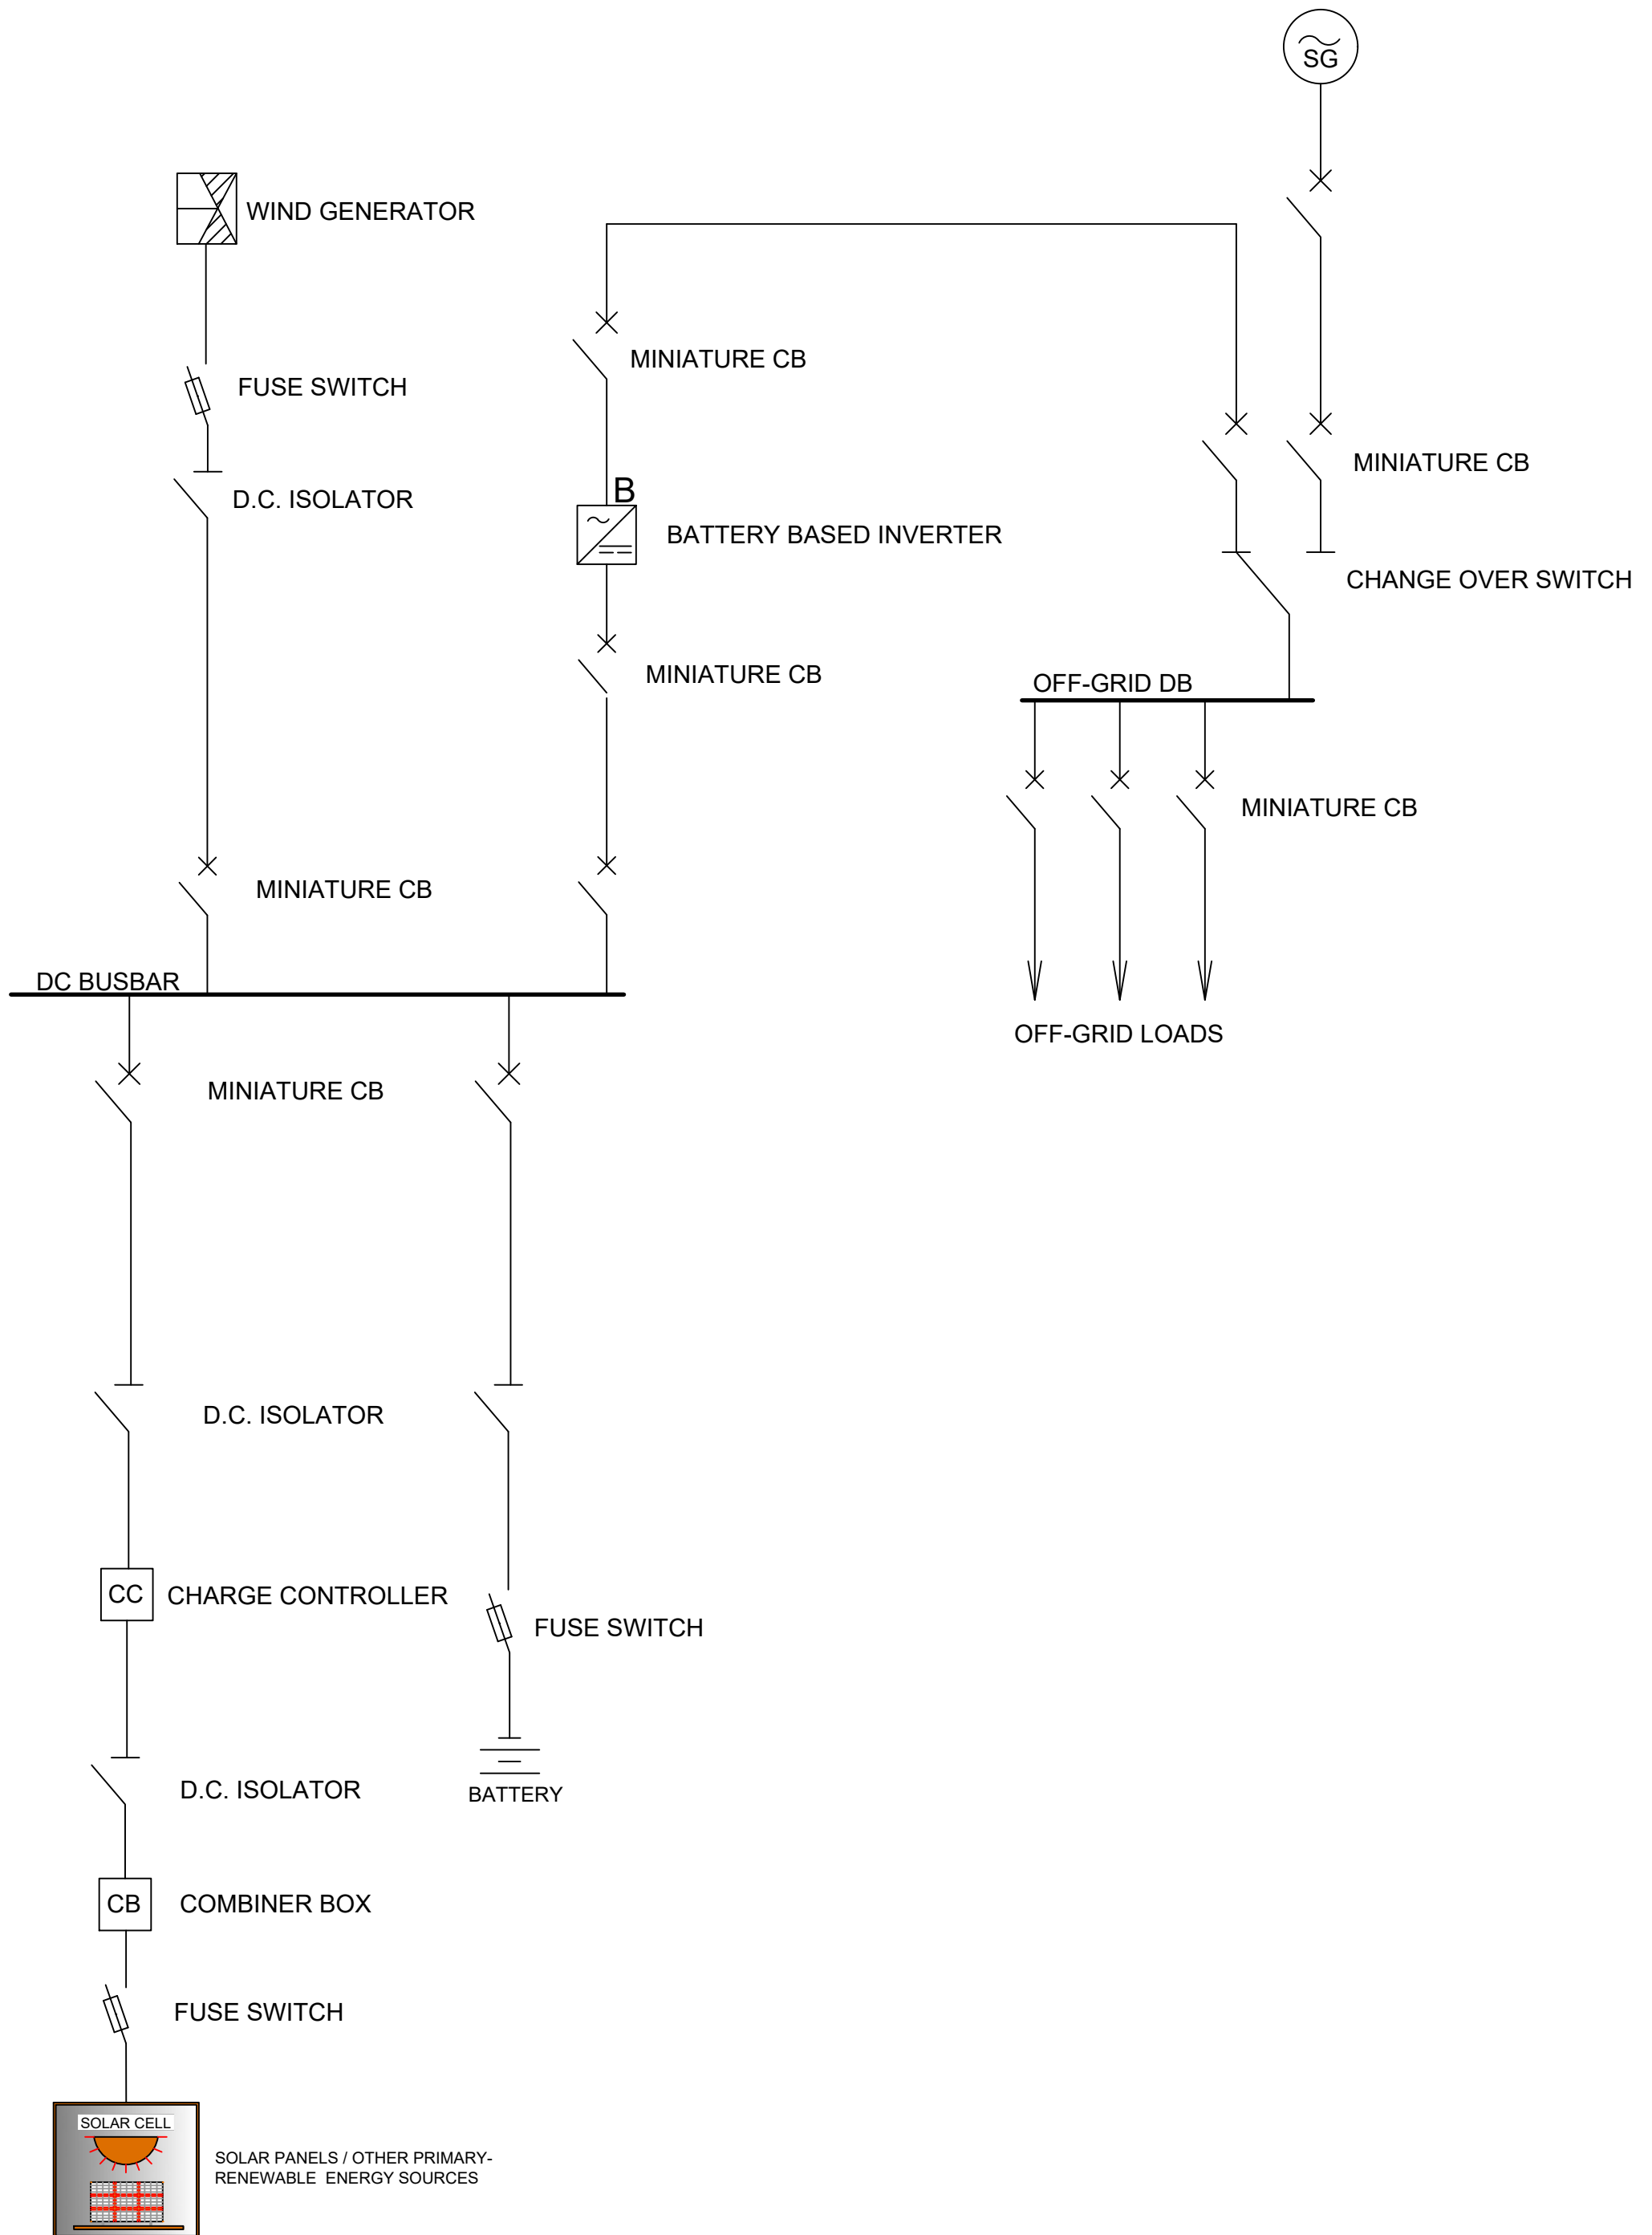 SG
WIND GENERATOR
MINIATURE CB
FUSE SWITCH
MINIATURE CB
B
D.C. ISOLATOR
BATTERY BASED INVERTER
CHANGE OVER SWITCH
MINIATURE CB
OFF-GRID DB
MINIATURE CB
MINIATURE CB
DC BUSBAR
OFF-GRID LOADS
MINIATURE CB
D.C. ISOLATOR
CC
CHARGE CONTROLLER
FUSE SWITCH
D.C. ISOLATOR
BATTERY
CB
COMBINER BOX
FUSE SWITCH
SOLAR CELL
SOLAR PANELS / OTHER PRIMARY-
RENEWABLE ENERGY SOURCES